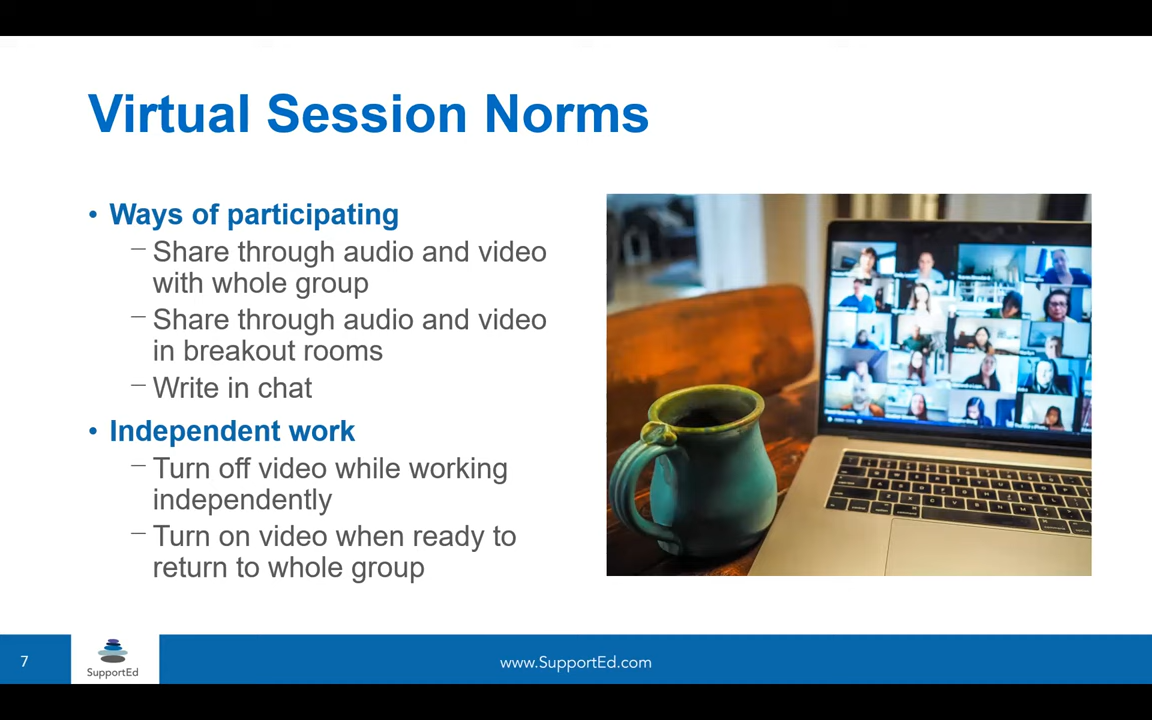 Virtual Session Norms
• Ways of participating
– Share through audio and video
with whole group
– Share through audio and video
in breakout rooms
– Write in chat
• Independent work
– Turn off video while working
independently
– Turn on video when ready to
return to whole group
7
SupportEd
www.SupportEd.com